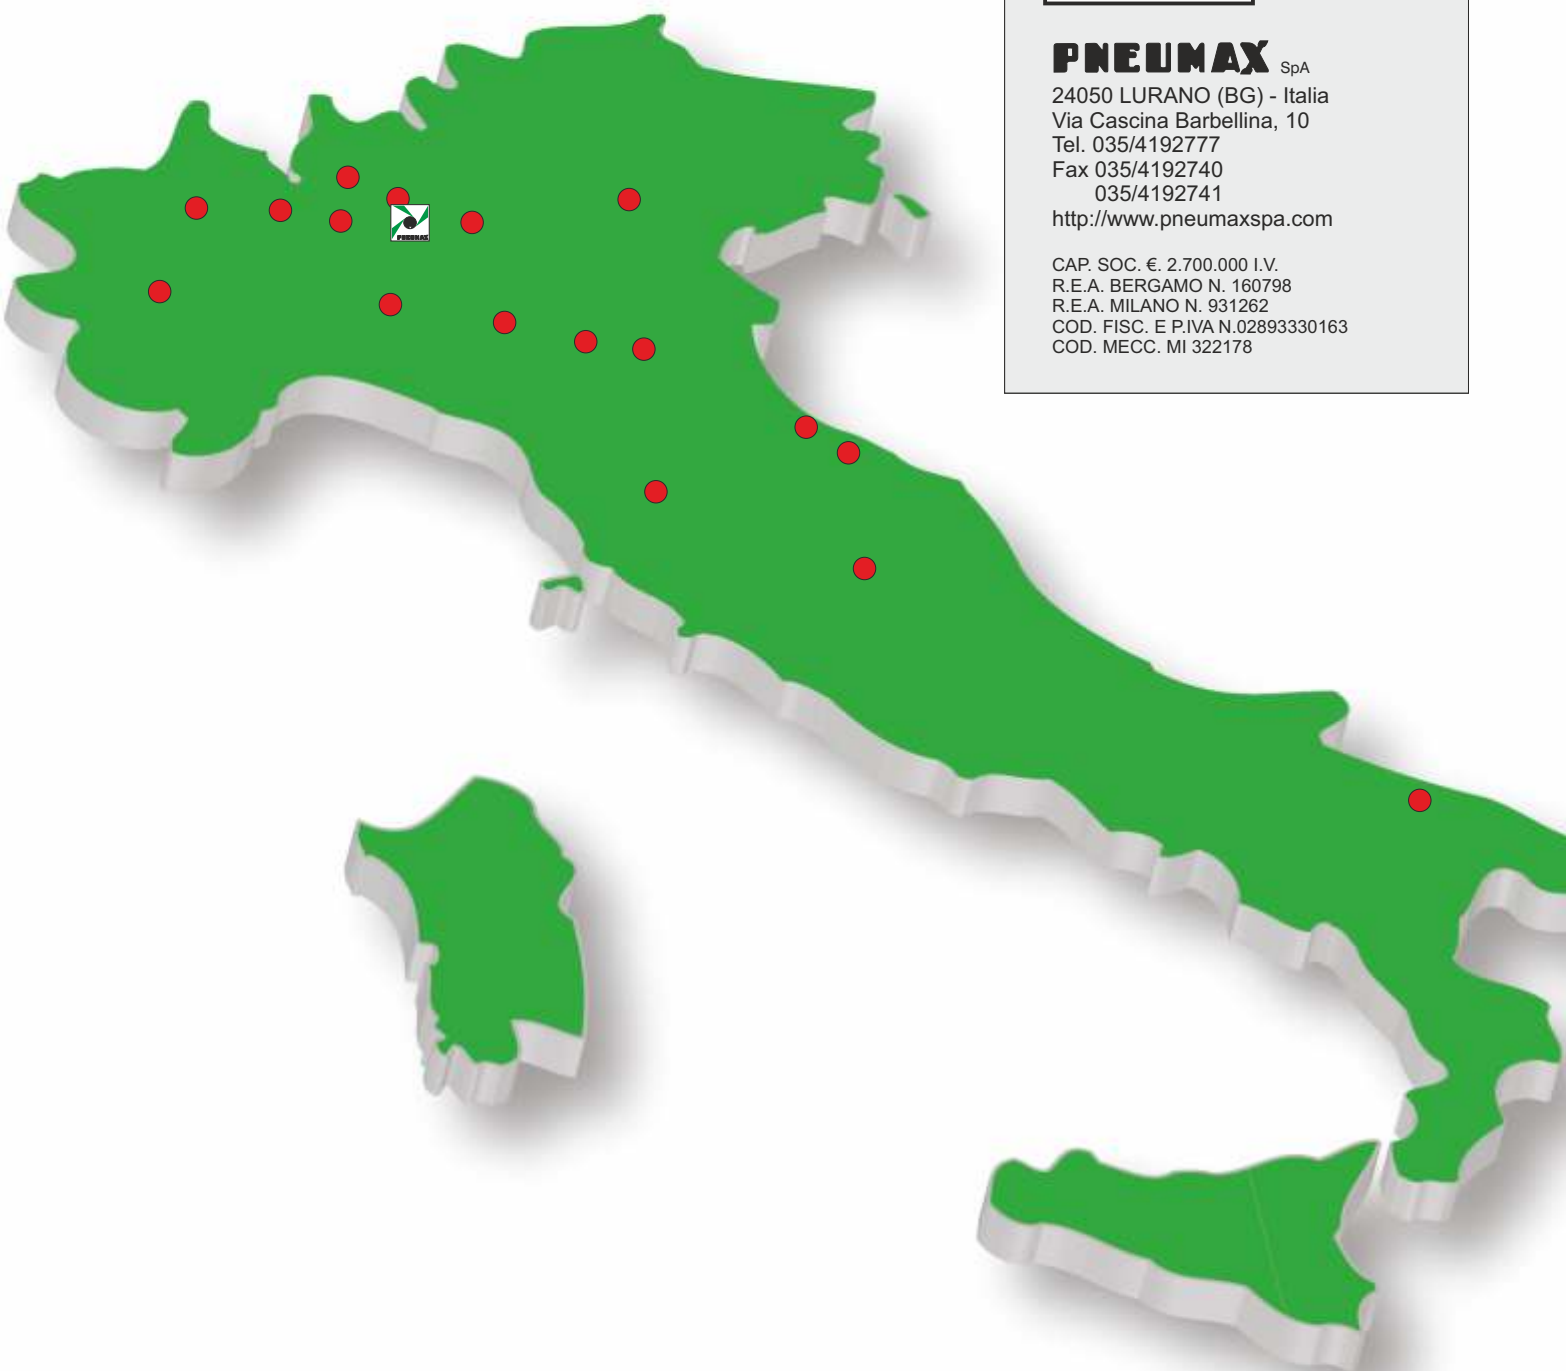 PNEUMAX SpA
24050 LURANO (BG) - Italia
Via Cascina Barbellina, 10
Tel. 035/4192777
Fax 035/4192740
035/4192741
http://www.pneumaxspa.com
CAP. SOC. €. 2.700.000 I.V.
R.E.A. BERGAMO N. 160798
R.E.A. MILANO N. 931262
COD. FISC. E P.IVA N.02893330163
COD. MECC. MI 322178
PNEUMAX